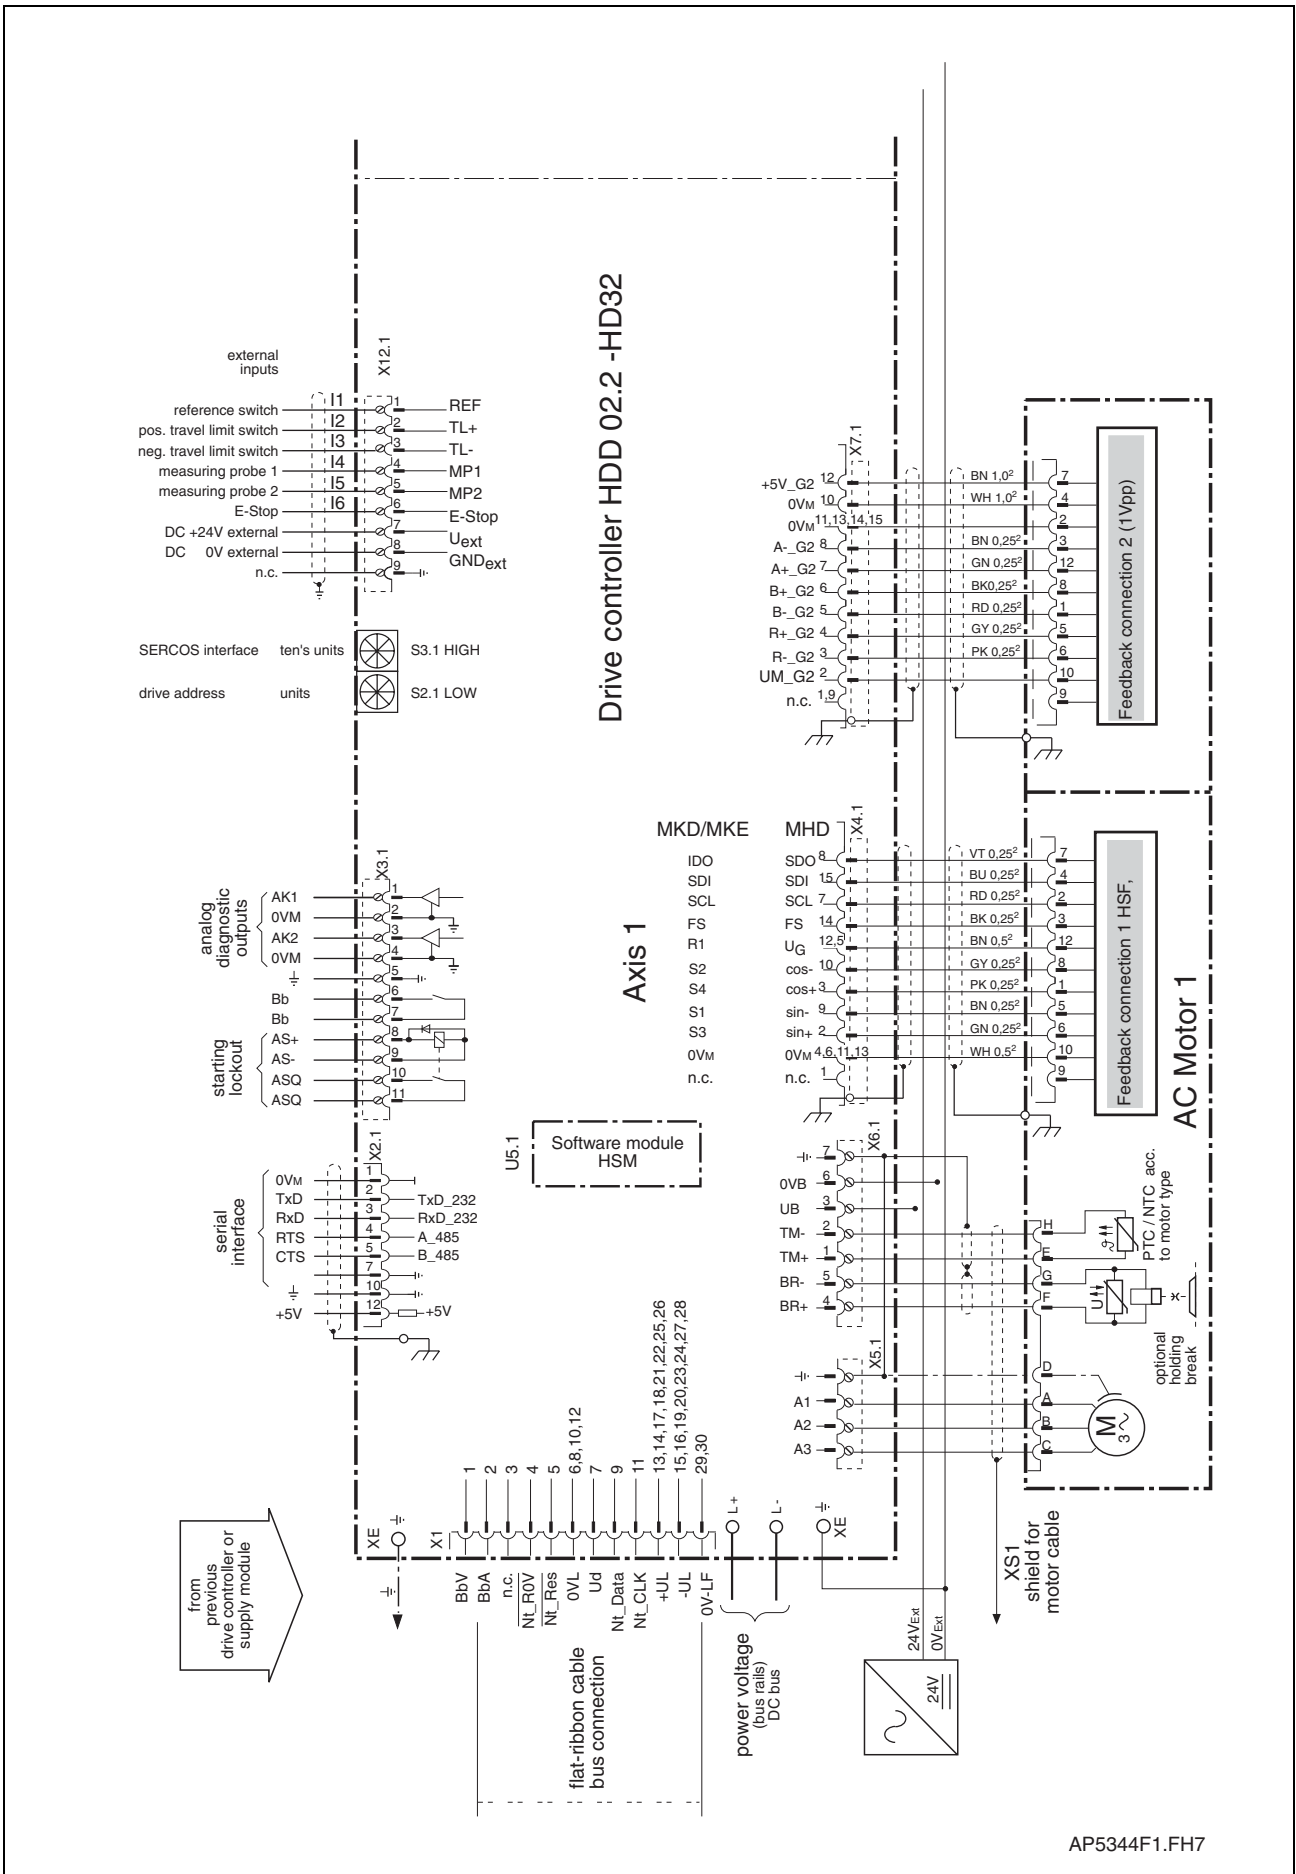 external
inputs
X12.1
reference switch I1 1 REF
pos. travel limit switch I2 2 TL+
neg. travel limit switch I3 3 TL-
measuring probe 1 I4 4 MP1
measuring probe 2 I5 5 MP2
E-Stop I6 6 E-Stop
DC +24V external 7 Uext
DC 0V external 8 GNDext
n.c. 9
SERCOS interface ten's units S3.1 HIGH
drive address units S2.1 LOW
Drive controller HDD 02.2 -HD32
X7.1
+5V_G2 12 BN 1,0² 7
0VM 10 WH 1,0² 4
0VM 11,13,14,15 2
A-_G2 8 BN 0,25² 3
A+_G2 7 GN 0,25² 12
B+_G2 6 BK0,25² 8
B-_G2 5 RD 0,25² 1
R+_G2 4 GY 0,25² 5
R-_G2 3 PK 0,25² 6
UM_G2 2 10
n.c. 1,9 9
Feedback connection 2 (1Vpp)
X3.1
analog
diagnostic
outputs
AK1 1
0VM 2
AK2 3
0VM 4
5
Bb 6
Bb 7
starting
lockout
AS+ 8
AS- 9
ASQ 10
ASQ 11
Axis 1
MKD/MKE MHD X4.1
IDO SDO 8 VT 0,25² 7
SDI SDI 15 BU 0,25² 4
SCL SCL 7 RD 0,25² 2
FS FS 14 BK 0,25² 3
R1 UG 12,5 BN 0,5² 12
S2 cos- 10 GY 0,25² 8
S4 cos+ 3 PK 0,25² 1
S1 sin- 9 BN 0,25² 5
S3 sin+ 2 GN 0,25² 6
0VM 0VM 4,6,11,13 WH 0,5² 10
n.c. n.c. 1 9
Feedback connection 1 HSF,
AC Motor 1
U5.1
Software module
HSM
X2.1
serial
interface
0VM 1
TxD 2 TxD_232
RxD 3 RxD_232
RTS 4 A_485
CTS 5 B_485
7
10
+5V 12 +5V
X6.1
7
0VB 6
UB 3
TM- 2 H
TM+ 1 E
BR- 5 G
BR+ 4 F
PTC / NTC acc.
to motor type
ϑ
U
optional
holding
break
X5.1
D
A1 A
A2 B
A3 C
M
3
from
previous
drive controller or
supply module
XE
X1
BbV 1
BbA 2
n.c. 3
Nt_R0V 4
Nt_Res 5
0VL 6,8,10,12
Ud 7
Nt_Data 9
Nt_CLK 11
+UL 13,14,17,18,21,22,25,26
-UL 15,16,19,20,23,24,27,28
0V-LF 29,30
L +
L -
XE
flat-ribbon cable
bus connection
power voltage
(bus rails)
DC bus
24VExt
0VExt
24V
XS1
shield for
motor cable
AP5344F1.FH7